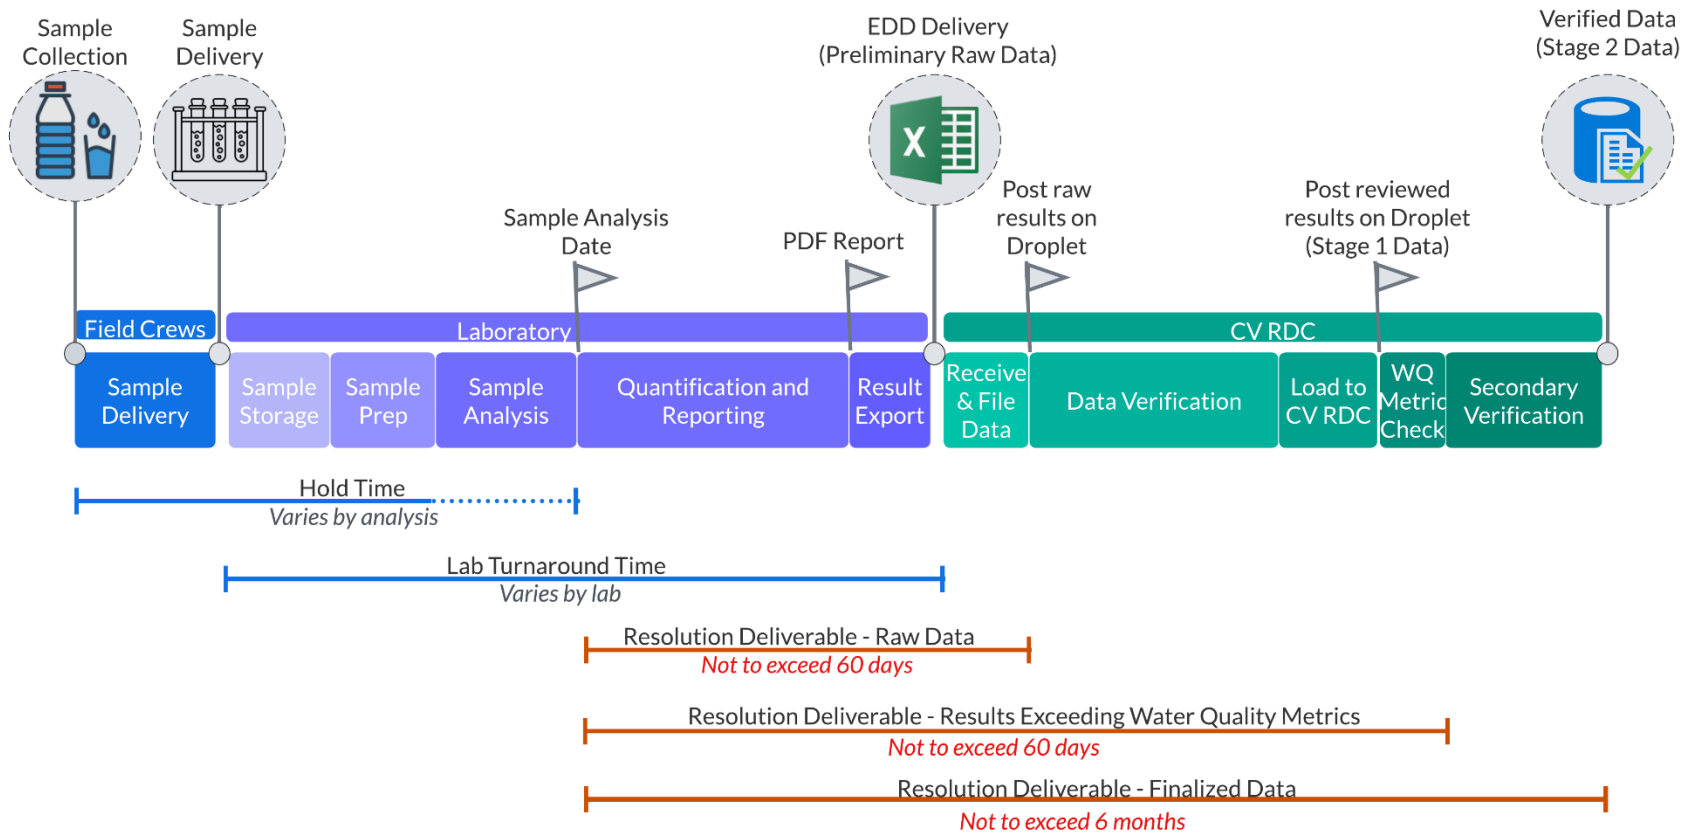 Sample
Collection
Sample
Delivery
EDD Delivery
(Preliminary Raw Data)
Verified Data
(Stage 2 Data)
X
Sample Analysis
Date
PDF Report
Post raw
results on
Droplet
Post reviewed
results on Droplet
(Stage 1 Data)
Field Crews
Laboratory
CV RDC
Sample
Delivery
Sample
Storage
Sample
Prep
Sample
Analysis
Quantification and
Reporting
Result
Export
Receive
& File
Data
Data Verification
Load to
CV RDC
WQ
Metric
Check
Secondary
Verification
Hold Time
Varies by analysis
Lab Turnaround Time
Varies by lab
Resolution Deliverable - Raw Data
Not to exceed 60 days
Resolution Deliverable - Results Exceeding Water Quality Metrics
Not to exceed 60 days
Resolution Deliverable - Finalized Data
Not to exceed 6 months